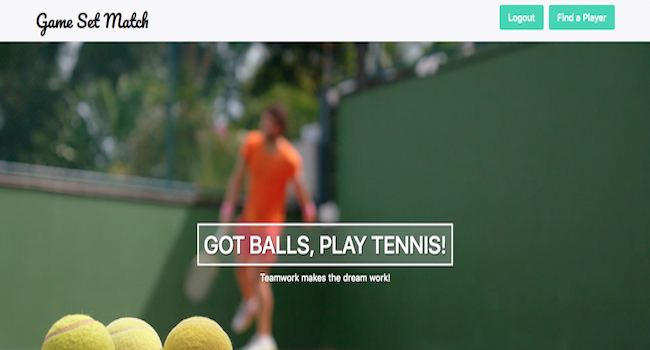 Game Set Match
Logout
Find a Player
GOT BALLS, PLAY TENNIS!
Teamwork makes the dream work!